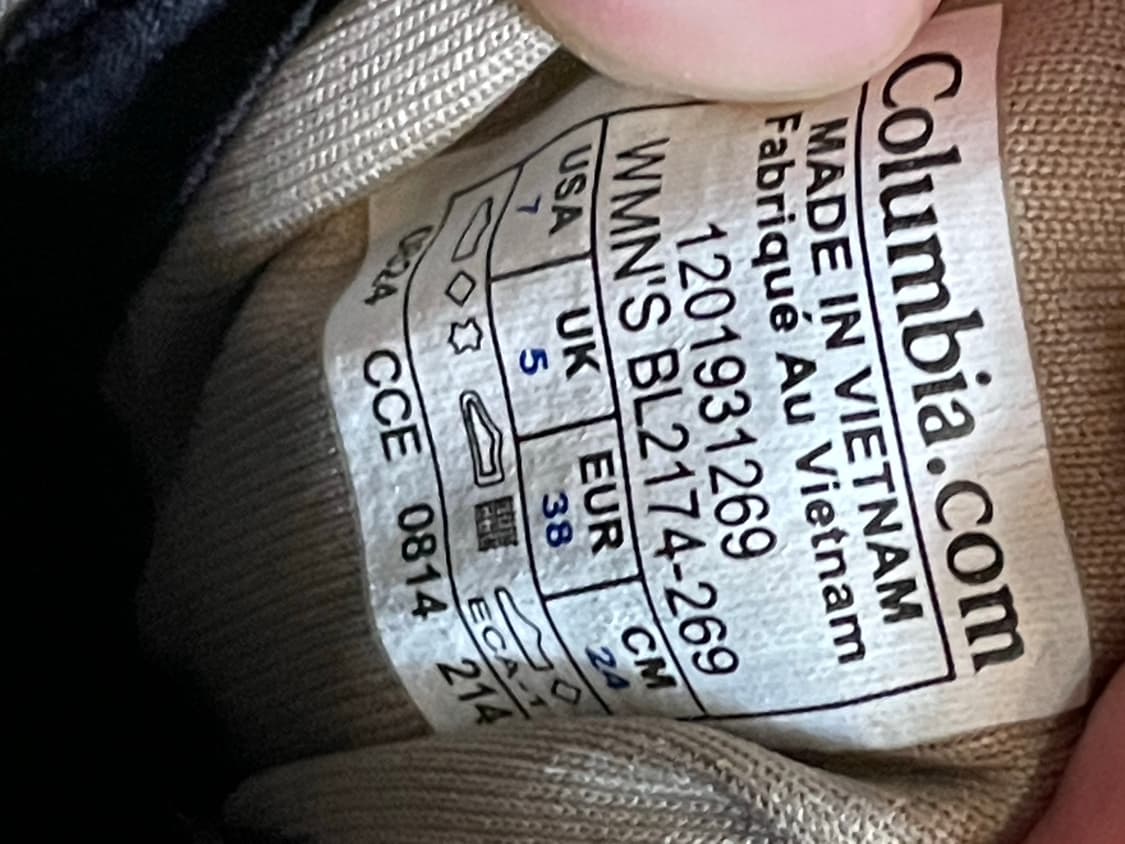 Columbia.com
MADE IN VIETNAM
Fabriqué Au Vietnam
1201931269
WMN'S BL2174-269
USA UK EUR CM
7 5 38 24
CCE 0814 214